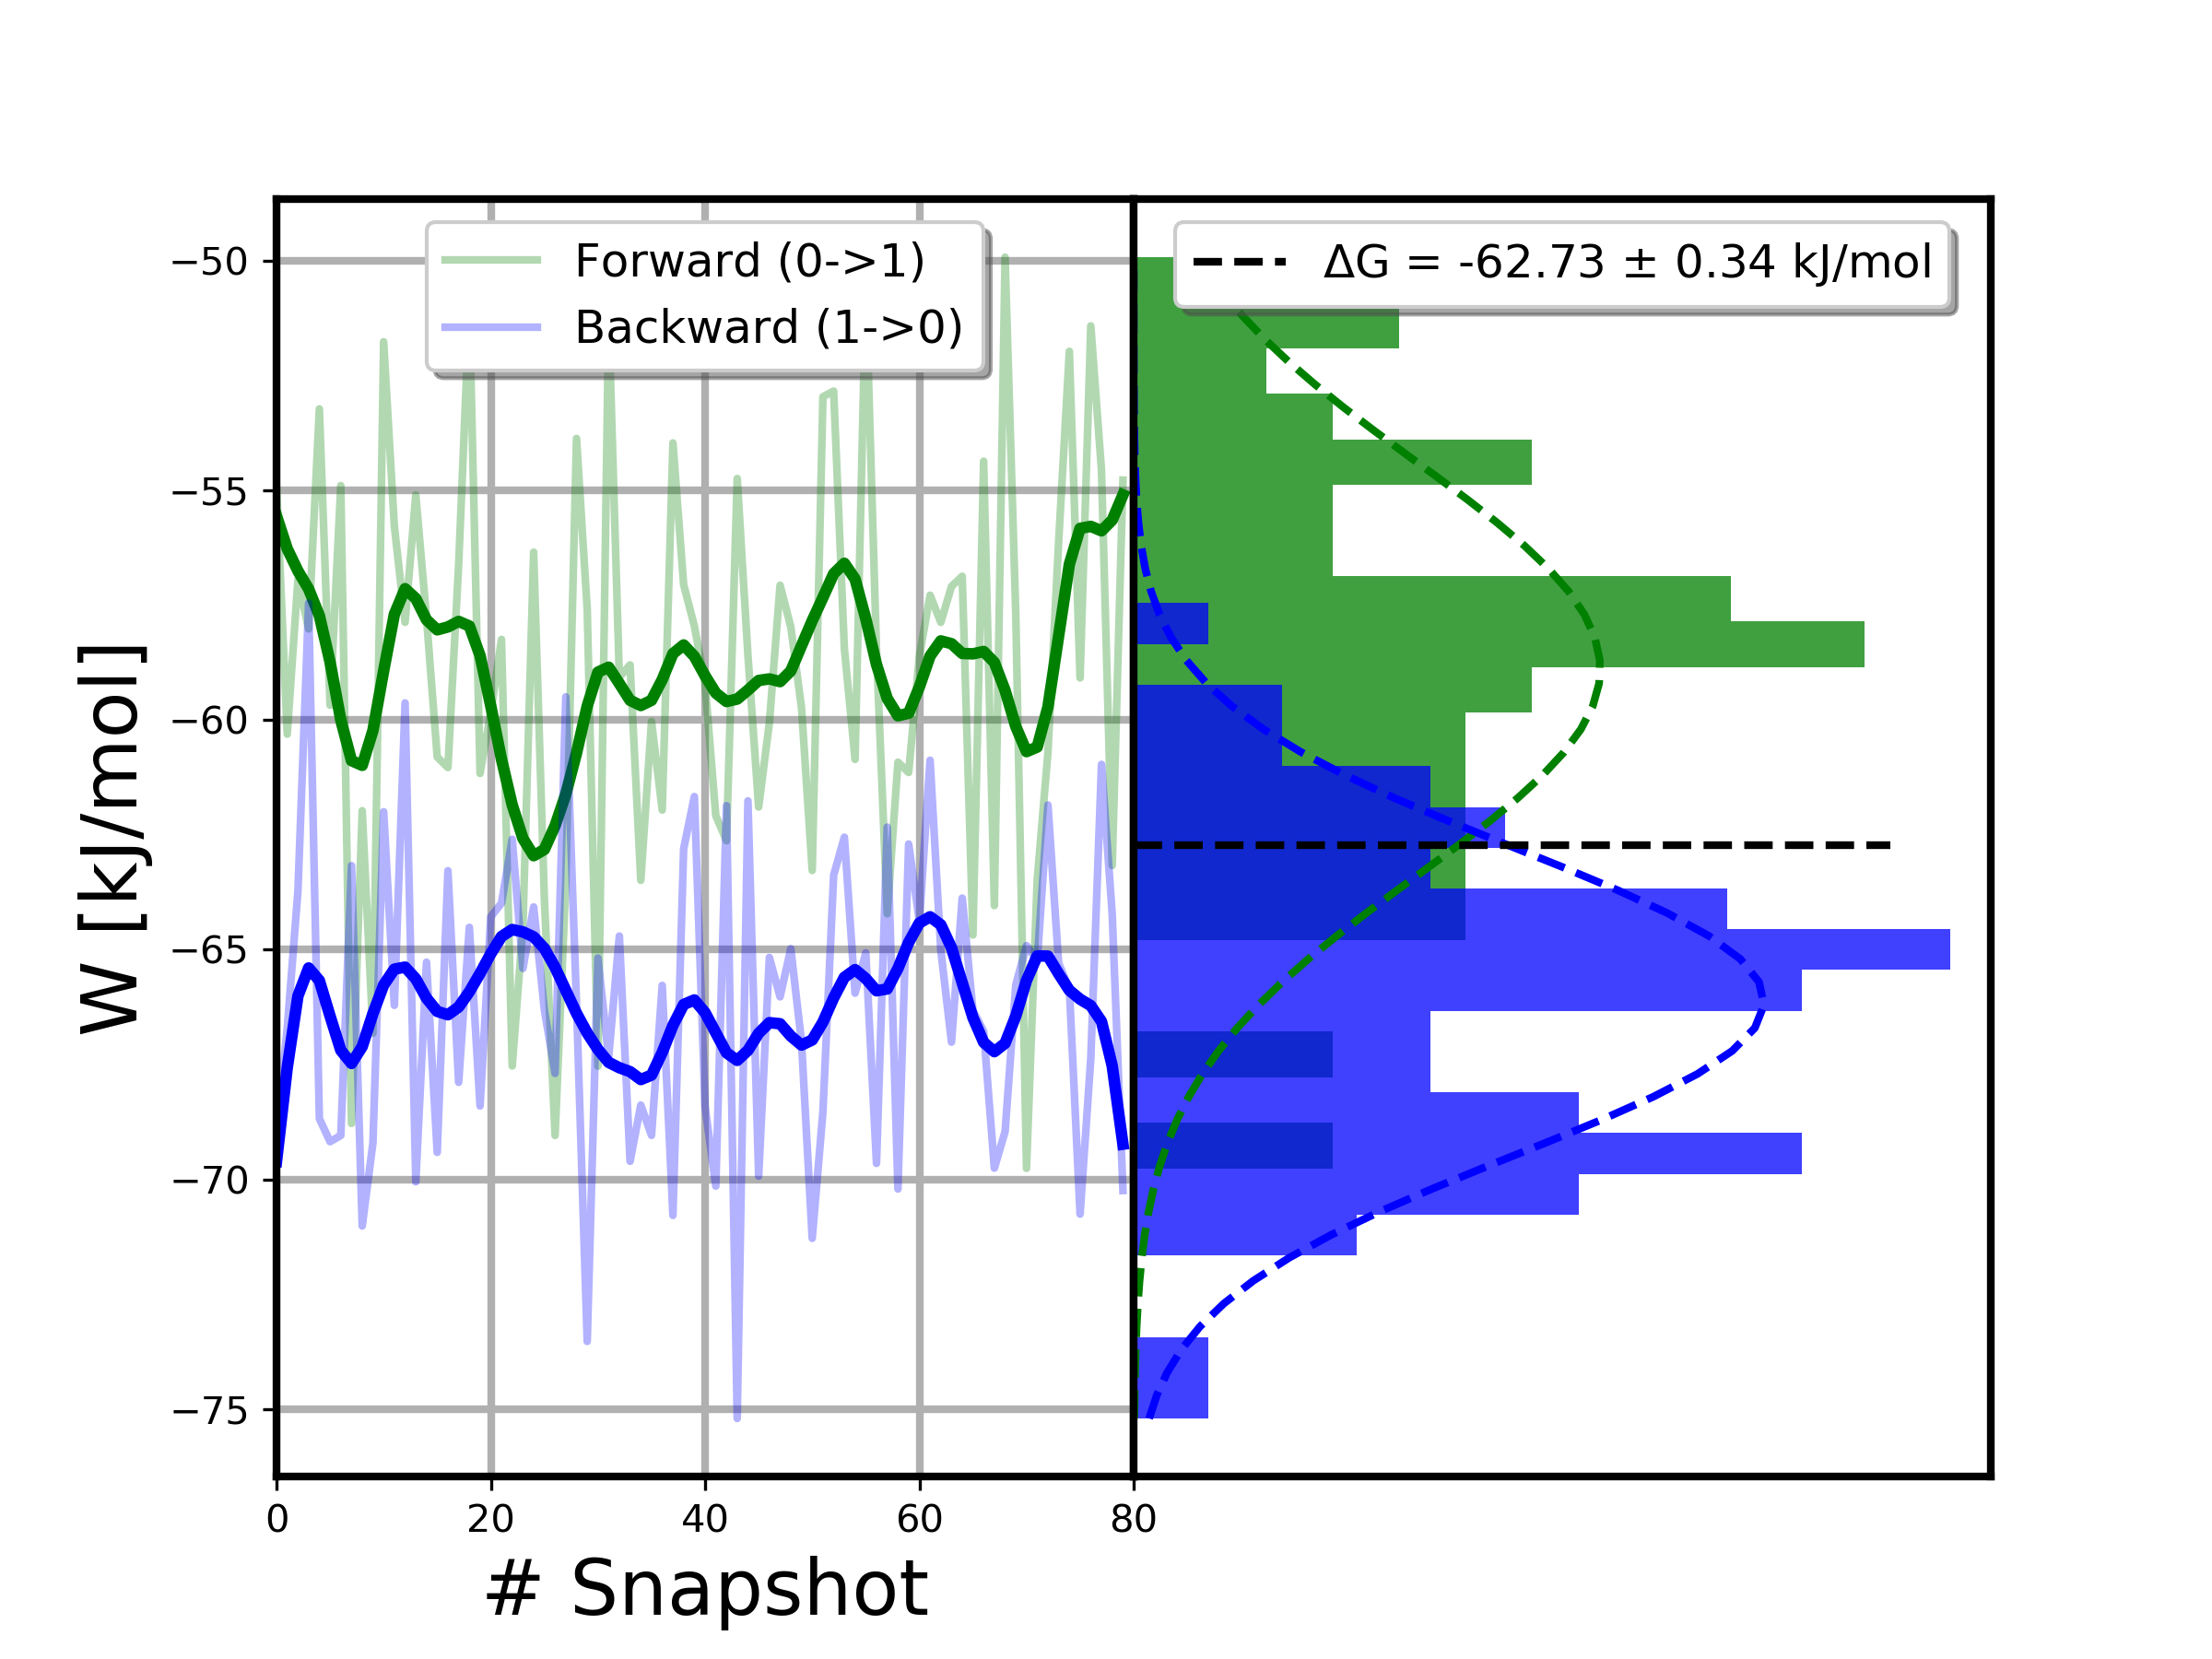 Forward (0->1)
Backward (1->0)
ΔG = -62.73 ± 0.34 kJ/mol
W [kJ/mol]
−50
−55
−60
−65
−70
−75
0 20 40 60 80
# Snapshot